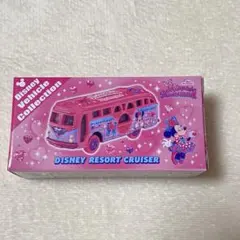 Disney
Vehicle
Collection
DISNEY RESORT CRUISER